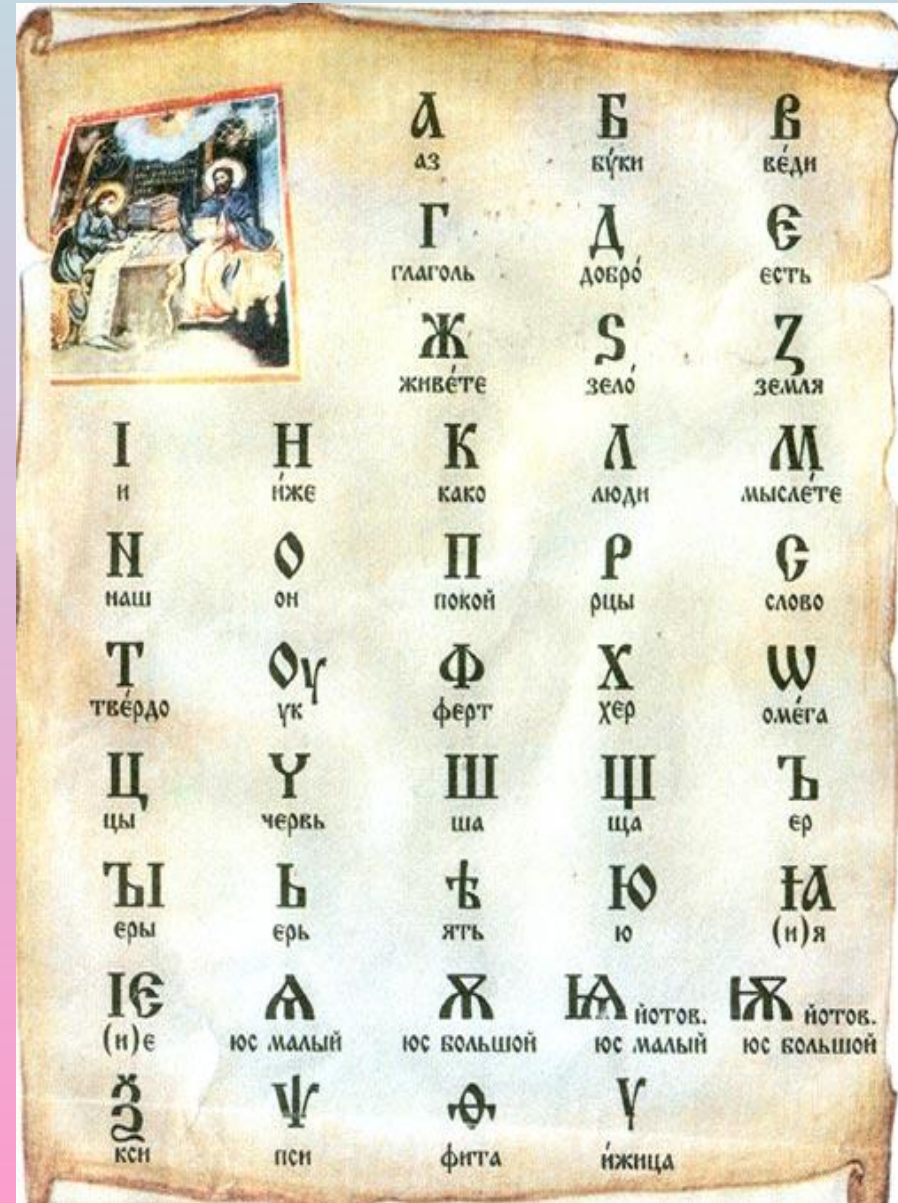 А Б В
аз бу́ки ве́ди
Г Д Є
глаголь добро́ єсть
Ж Ѕ З
живе́те зело́ земля
І Н К Л М
и и́же како люди мысле́те
N О П Р С
наш он покой рцы слово
Т Оу Ф Х Ѡ
тве́рдо ук ферт хер оме́га
Ц Ч Ш Щ Ъ
цы червь ша ща ер
ЪІ Ь Ѣ Ю Ꙗ
еры ерь ять ю (и)я
Ѥ Ѧ Ѫ Ѩ йотов. Ѭ йотов.
(и)є юс малый юс большой юс малый юс большой
Ѯ Ѱ Ѳ Ѵ
кси пси фита и́жица